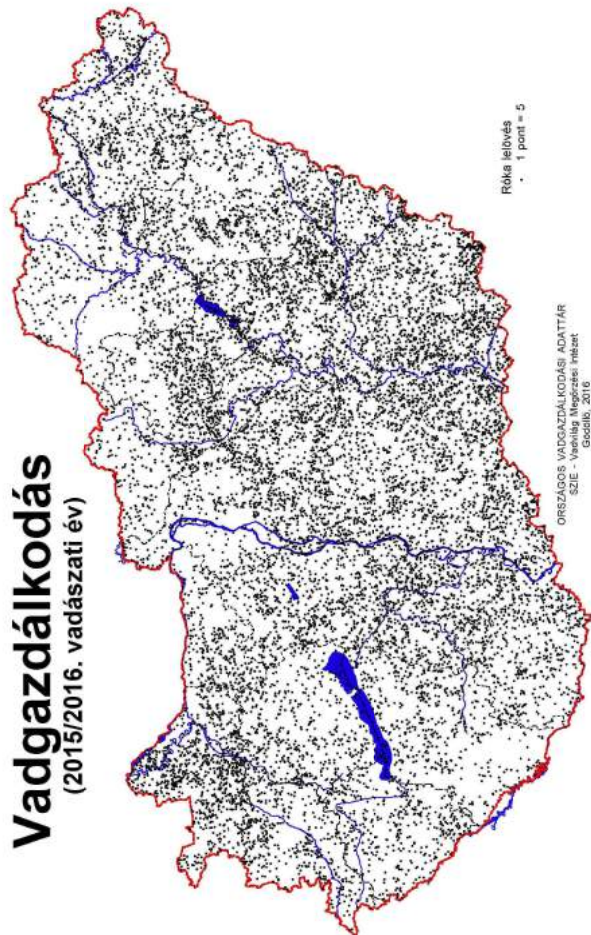 Vadgazdálkodás
(2015/2016. vadászati év)
Róka lelövés
• 1 pont = 5
ORSZÁGOS VADGAZDÁLKODÁSI ADATTÁR
SZIE - Vadvilág Megőrzési Intézet
Gödöllő, 2016